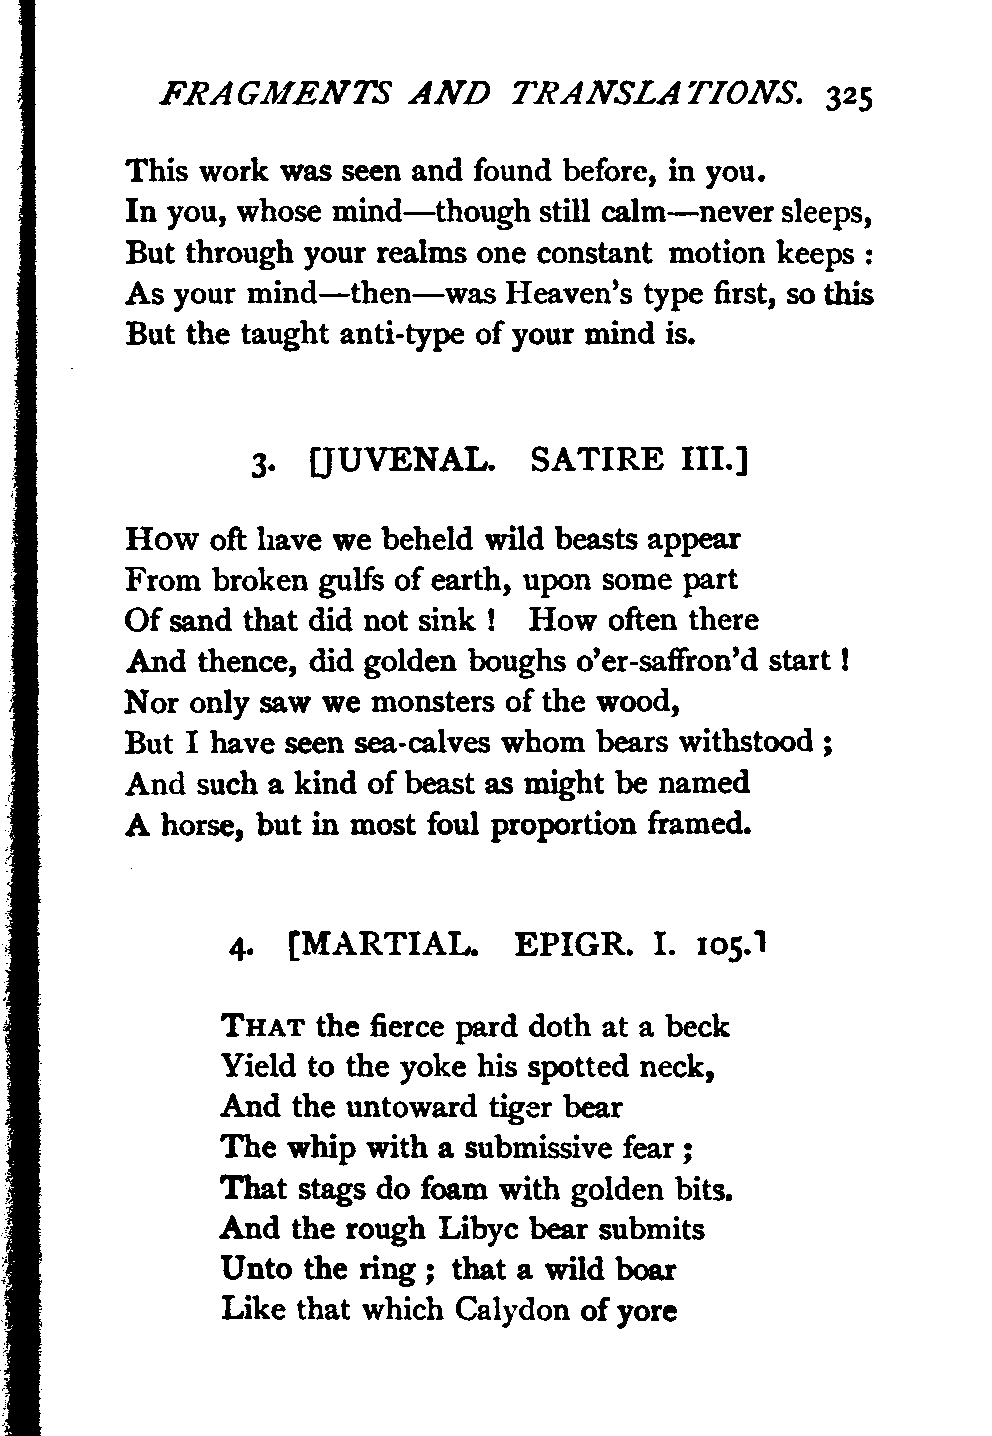 FRAGMENTS AND TRANSLATIONS. 325
This work was seen and found before, in you.
In you, whose mind—though still calm—never sleeps,
But through your realms one constant motion keeps :
As your mind—then—was Heaven's type first, so this
But the taught anti-type of your mind is.
3. [JUVENAL. SATIRE III.]
How oft have we beheld wild beasts appear
From broken gulfs of earth, upon some part
Of sand that did not sink ! How often there
And thence, did golden boughs o'er-saffron'd start !
Nor only saw we monsters of the wood,
But I have seen sea-calves whom bears withstood ;
And such a kind of beast as might be named
A horse, but in most foul proportion framed.
4. [MARTIAL. EPIGR. I. 105.]
THAT the fierce pard doth at a beck
Yield to the yoke his spotted neck,
And the untoward tiger bear
The whip with a submissive fear ;
That stags do foam with golden bits.
And the rough Libyc bear submits
Unto the ring ; that a wild boar
Like that which Calydon of yore